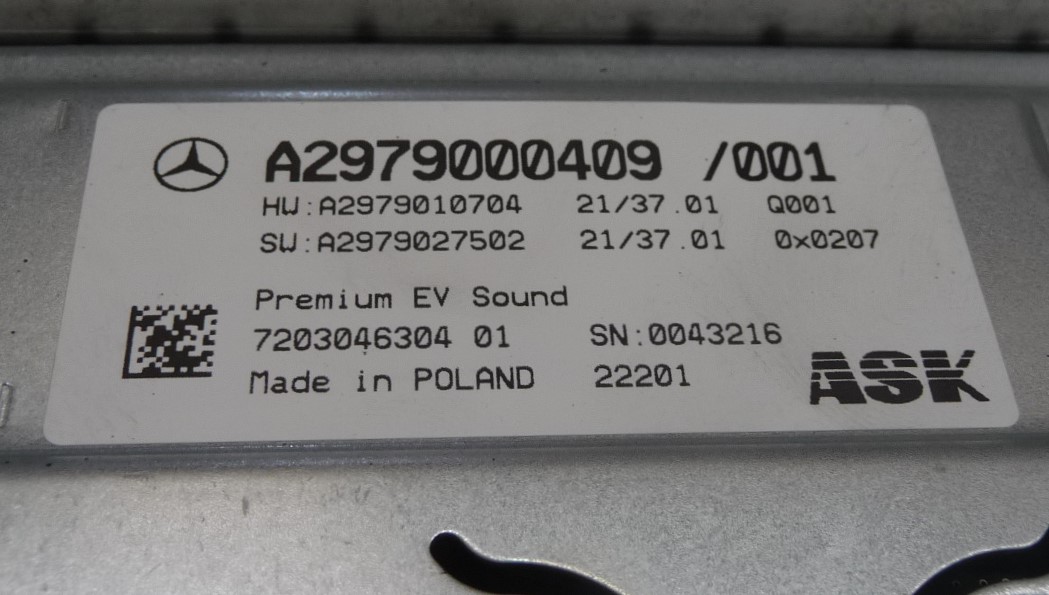 A2979000409 /001
HW:A2979010704 21/37.01 Q001
SW:A2979027502 21/37.01 0x0207
Premium EV Sound
7203046304 01 SN:0043216
Made in POLAND 22201
ASK